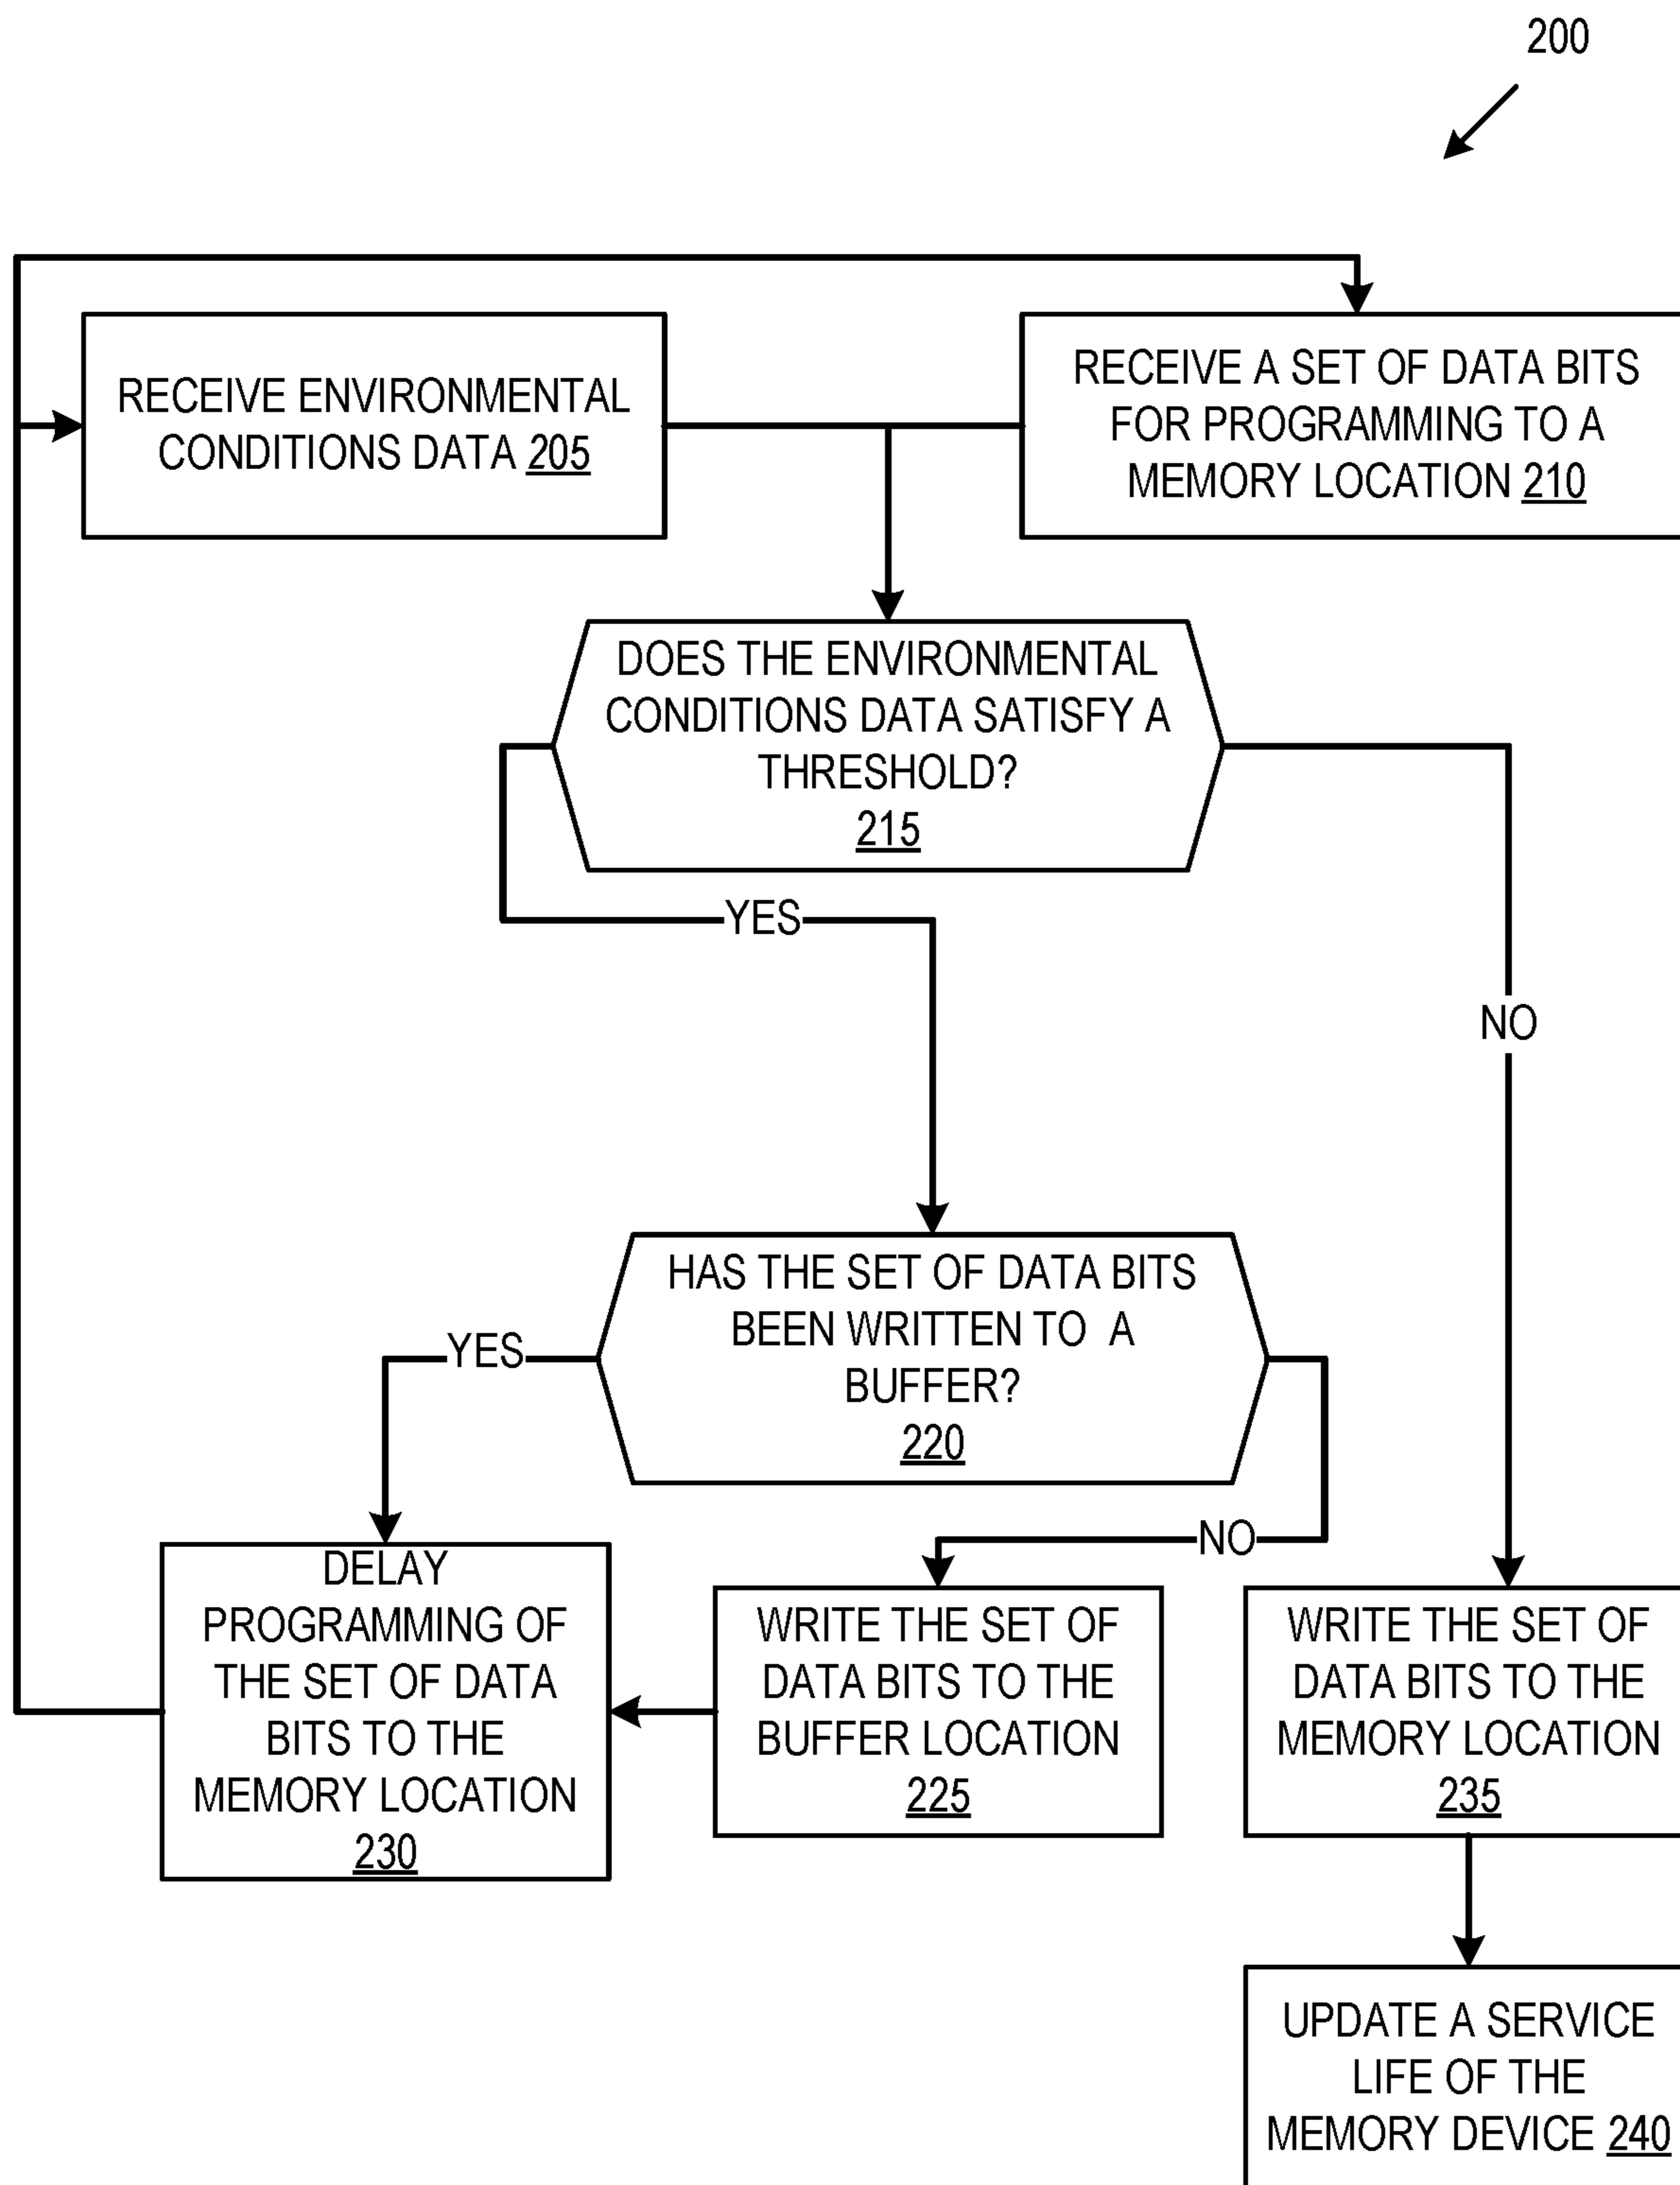 200
RECEIVE ENVIRONMENTAL
CONDITIONS DATA 205
RECEIVE A SET OF DATA BITS
FOR PROGRAMMING TO A
MEMORY LOCATION 210
DOES THE ENVIRONMENTAL
CONDITIONS DATA SATISFY A
THRESHOLD?
215
YES
NO
HAS THE SET OF DATA BITS
BEEN WRITTEN TO A
BUFFER?
220
YES
NO
DELAY
PROGRAMMING OF
THE SET OF DATA
BITS TO THE
MEMORY LOCATION
230
WRITE THE SET OF
DATA BITS TO THE
BUFFER LOCATION
225
WRITE THE SET OF
DATA BITS TO THE
MEMORY LOCATION
235
UPDATE A SERVICE
LIFE OF THE
MEMORY DEVICE 240